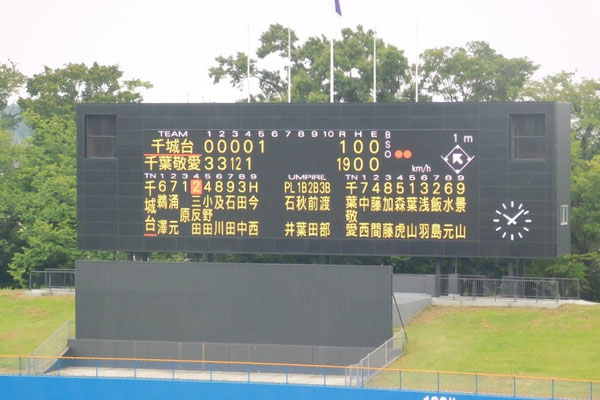 TEAM 1 2 3 4 5 6 7 8 9 10 R H E
千城台 0 0 0 0 1 1 0 0
千葉敬愛 3 3 12 1 19 0 0
B
S
O
1 m
km/h
TN 1 2 3 4 5 6 7 8 9
千城台 6 7 1 2 4 8 9 3 H
鵜澤
涌元
原
三反田
小野田
及川
石田
田中
今西
UMPIRE
PL 1B 2B 3B
石井
秋葉
前田
渡部
TN 1 2 3 4 5 6 7 8 9
千葉敬愛 7 4 8 5 1 3 2 6 9
中西
藤間
加藤
森虎
葉山
浅羽
飯島
水元
景山